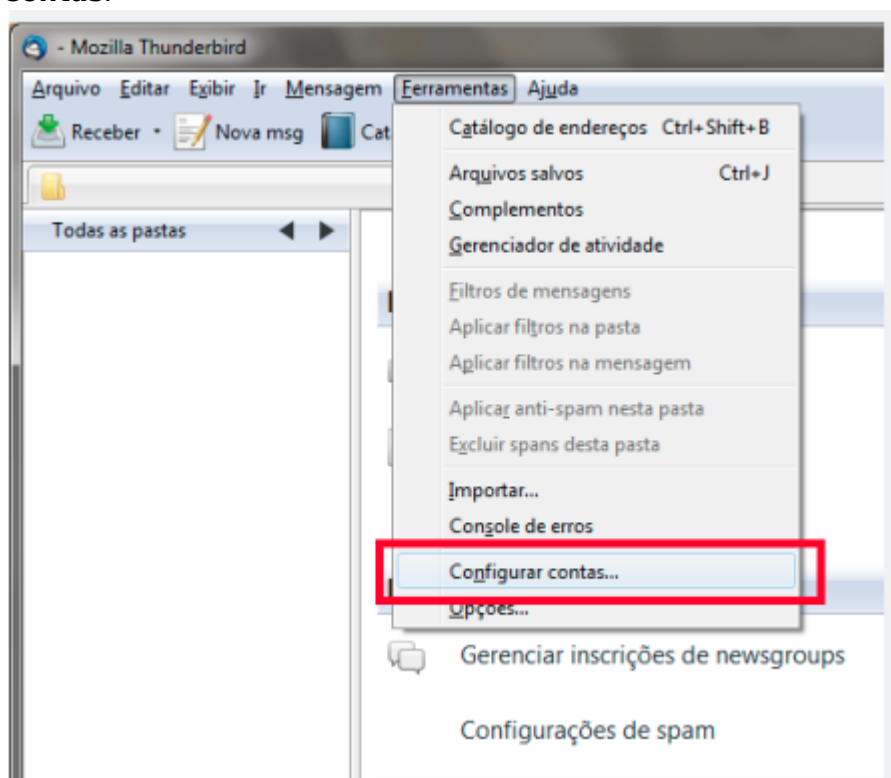 contas.
- Mozilla Thunderbird
Arquivo Editar Exibir Ir Mensagem Ferramentas Ajuda
Receber Nova msg Cat
Catálogo de endereços Ctrl+Shift+B
Arquivos salvos Ctrl+J
Complementos
Todas as pastas
Gerenciador de atividade
Filtros de mensagens
Aplicar filtros na pasta
Aplicar filtros na mensagem
Aplicar anti-spam nesta pasta
Excluir spans desta pasta
Importar...
Console de erros
Configurar contas...
Opções...
Gerenciar inscrições de newsgroups
Configurações de spam